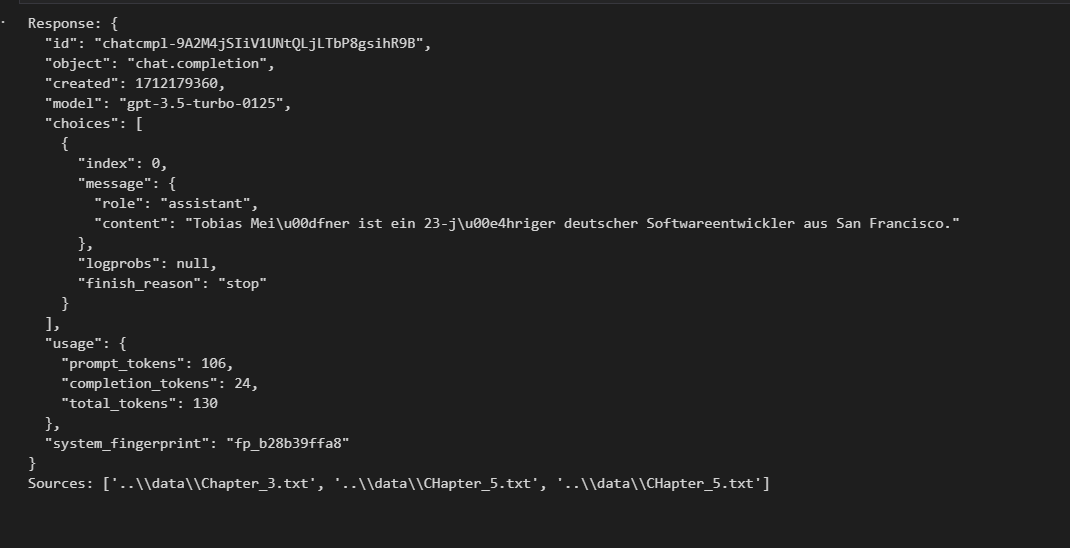 Response: {
  "id": "chatcmpl-9A2M4jSIiV1UNtQLjLTbP8gsihR9B",
  "object": "chat.completion",
  "created": 1712179360,
  "model": "gpt-3.5-turbo-0125",
  "choices": [
    {
      "index": 0,
      "message": {
        "role": "assistant",
        "content": "Tobias Mei\u00dfner ist ein 23-j\u00e4hriger deutscher Softwareentwickler aus San Francisco."
      },
      "logprobs": null,
      "finish_reason": "stop"
    }
  ],
  "usage": {
    "prompt_tokens": 106,
    "completion_tokens": 24,
    "total_tokens": 130
  },
  "system_fingerprint": "fp_b28b39ffa8"
}
Sources: ['..\\data\\Chapter_3.txt', '..\\data\\CHapter_5.txt', '..\\data\\CHapter_5.txt']